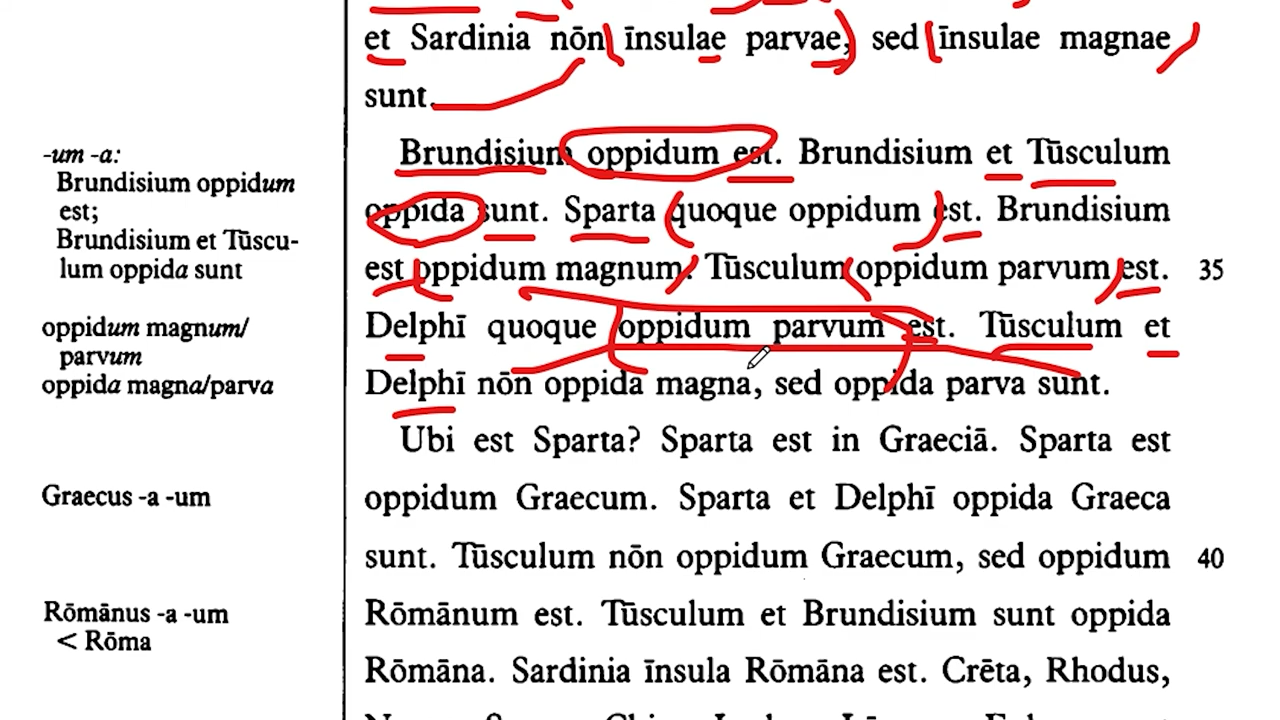 et Sardinia nōn īnsulae parvae, sed īnsulae magnae
sunt.
Brundisium oppidum est. Brundisium et Tūsculum
oppida sunt. Sparta quoque oppidum est. Brundisium
est oppidum magnum. Tūsculum oppidum parvum est. 35
Delphī quoque oppidum parvum est. Tūsculum et
Delphī nōn oppida magna, sed oppida parva sunt.
Ubi est Sparta? Sparta est in Graeciā. Sparta est
oppidum Graecum. Sparta et Delphī oppida Graeca
sunt. Tūsculum nōn oppidum Graecum, sed oppidum 40
Rōmānum est. Tūsculum et Brundisium sunt oppida
Rōmāna. Sardinia īnsula Rōmāna est. Crēta, Rhodus,
-um -a:
Brundisium oppidum
est;
Brundisium et Tūscu-
lum oppida sunt
oppidum magnum/
parvum
oppida magna/parva
Graecus -a -um
Rōmānus -a -um
< Rōma